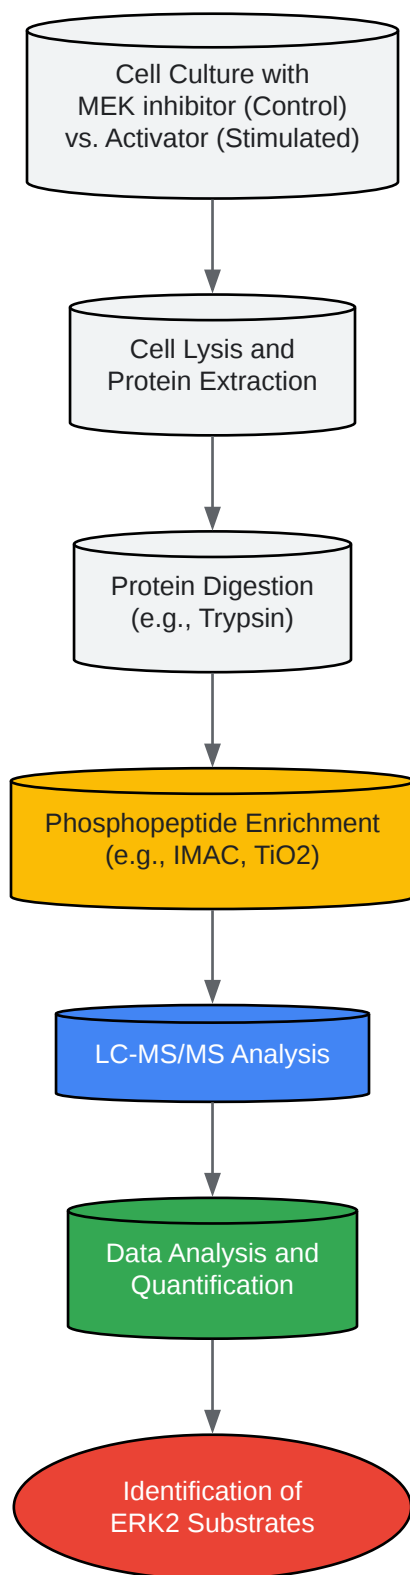 Cell Culture with
MEK inhibitor (Control)
vs. Activator (Stimulated)
Cell Lysis and
Protein Extraction
Protein Digestion
(e.g., Trypsin)
Phosphopeptide Enrichment
(e.g., IMAC, TiO2)
LC-MS/MS Analysis
Data Analysis and
Quantification
Identification of
ERK2 Substrates